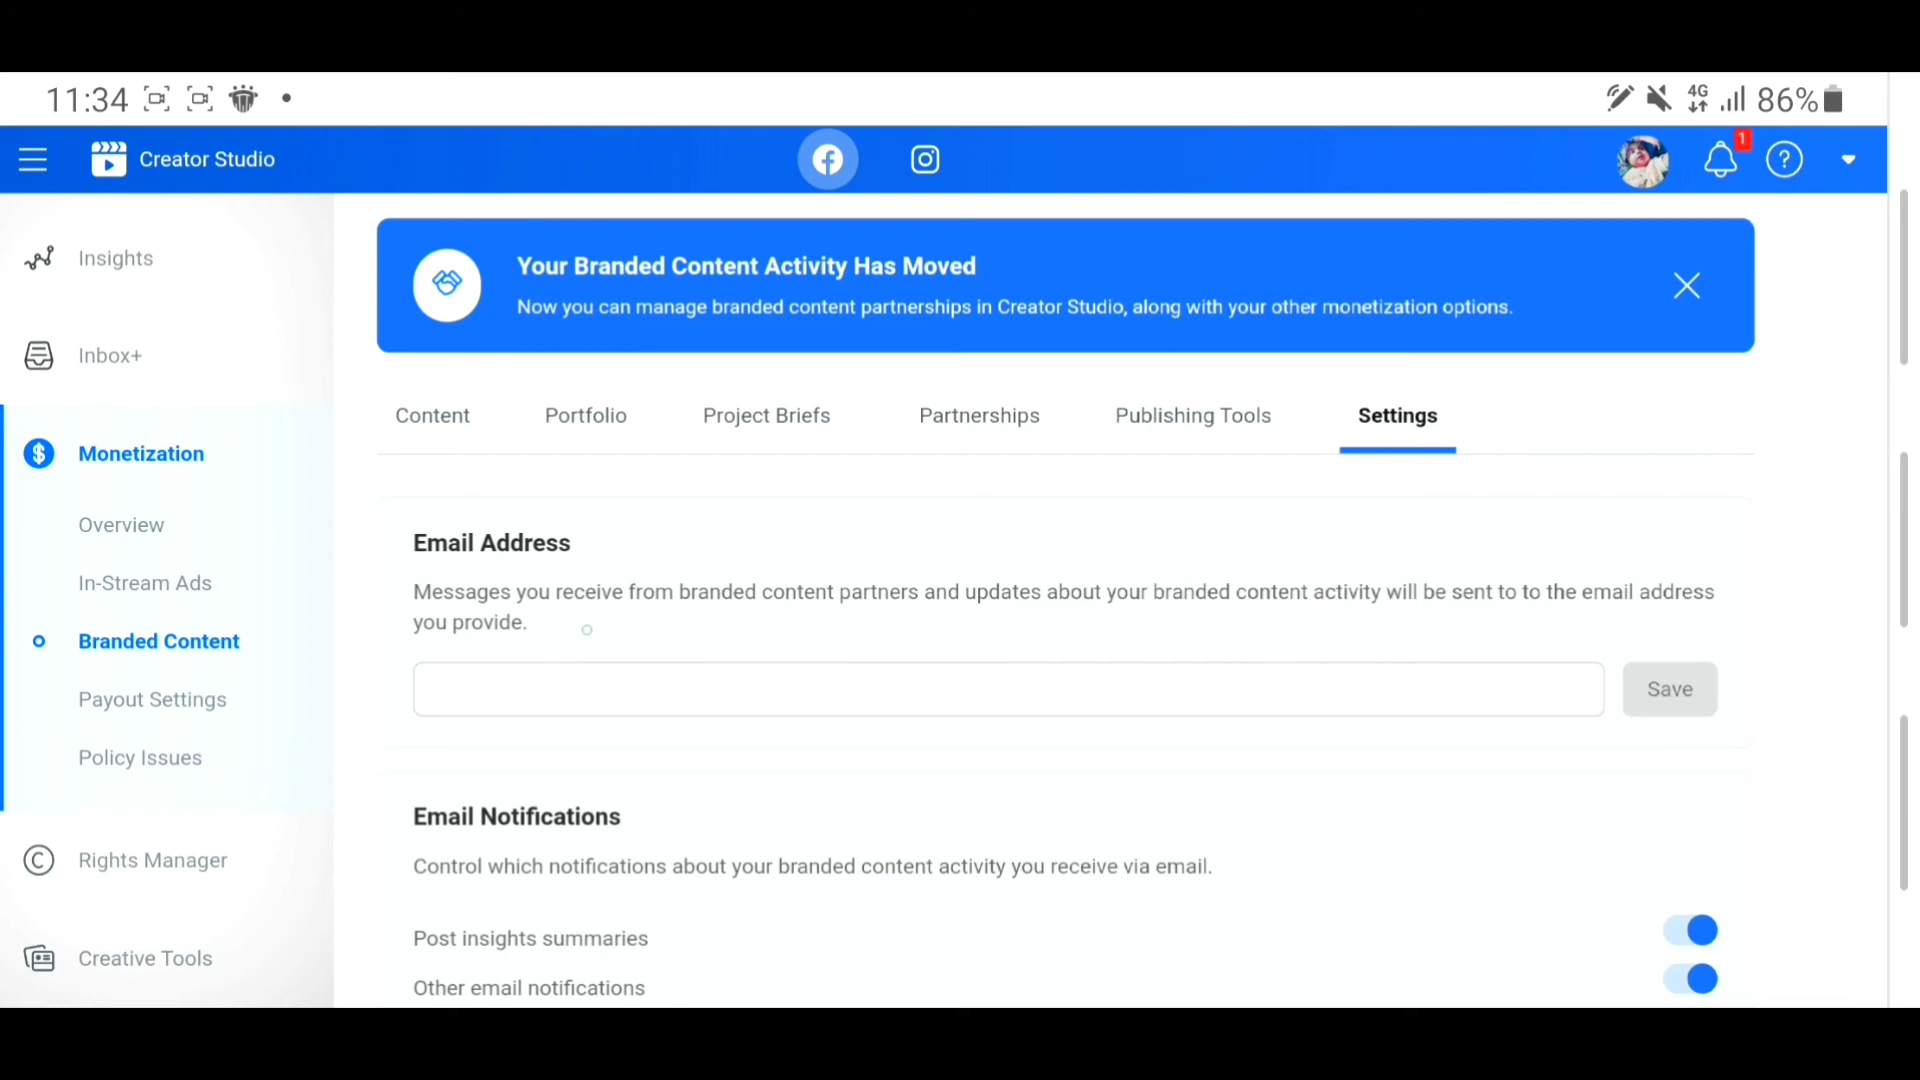 11:34
4G
86%
Creator Studio
1
?
Insights
Inbox+
$ Monetization
Overview
In-Stream Ads
Branded Content
Payout Settings
Policy Issues
© Rights Manager
Creative Tools
Your Branded Content Activity Has Moved
Now you can manage branded content partnerships in Creator Studio, along with your other monetization options.
Content Portfolio Project Briefs Partnerships Publishing Tools Settings
Email Address
Messages you receive from branded content partners and updates about your branded content activity will be sent to to the email address
you provide.
Save
Email Notifications
Control which notifications about your branded content activity you receive via email.
Post insights summaries
Other email notifications